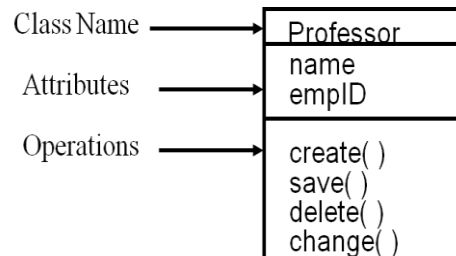 Class Name
Professor
Attributes
name
empID
Operations
create( )
save( )
delete( )
change( )